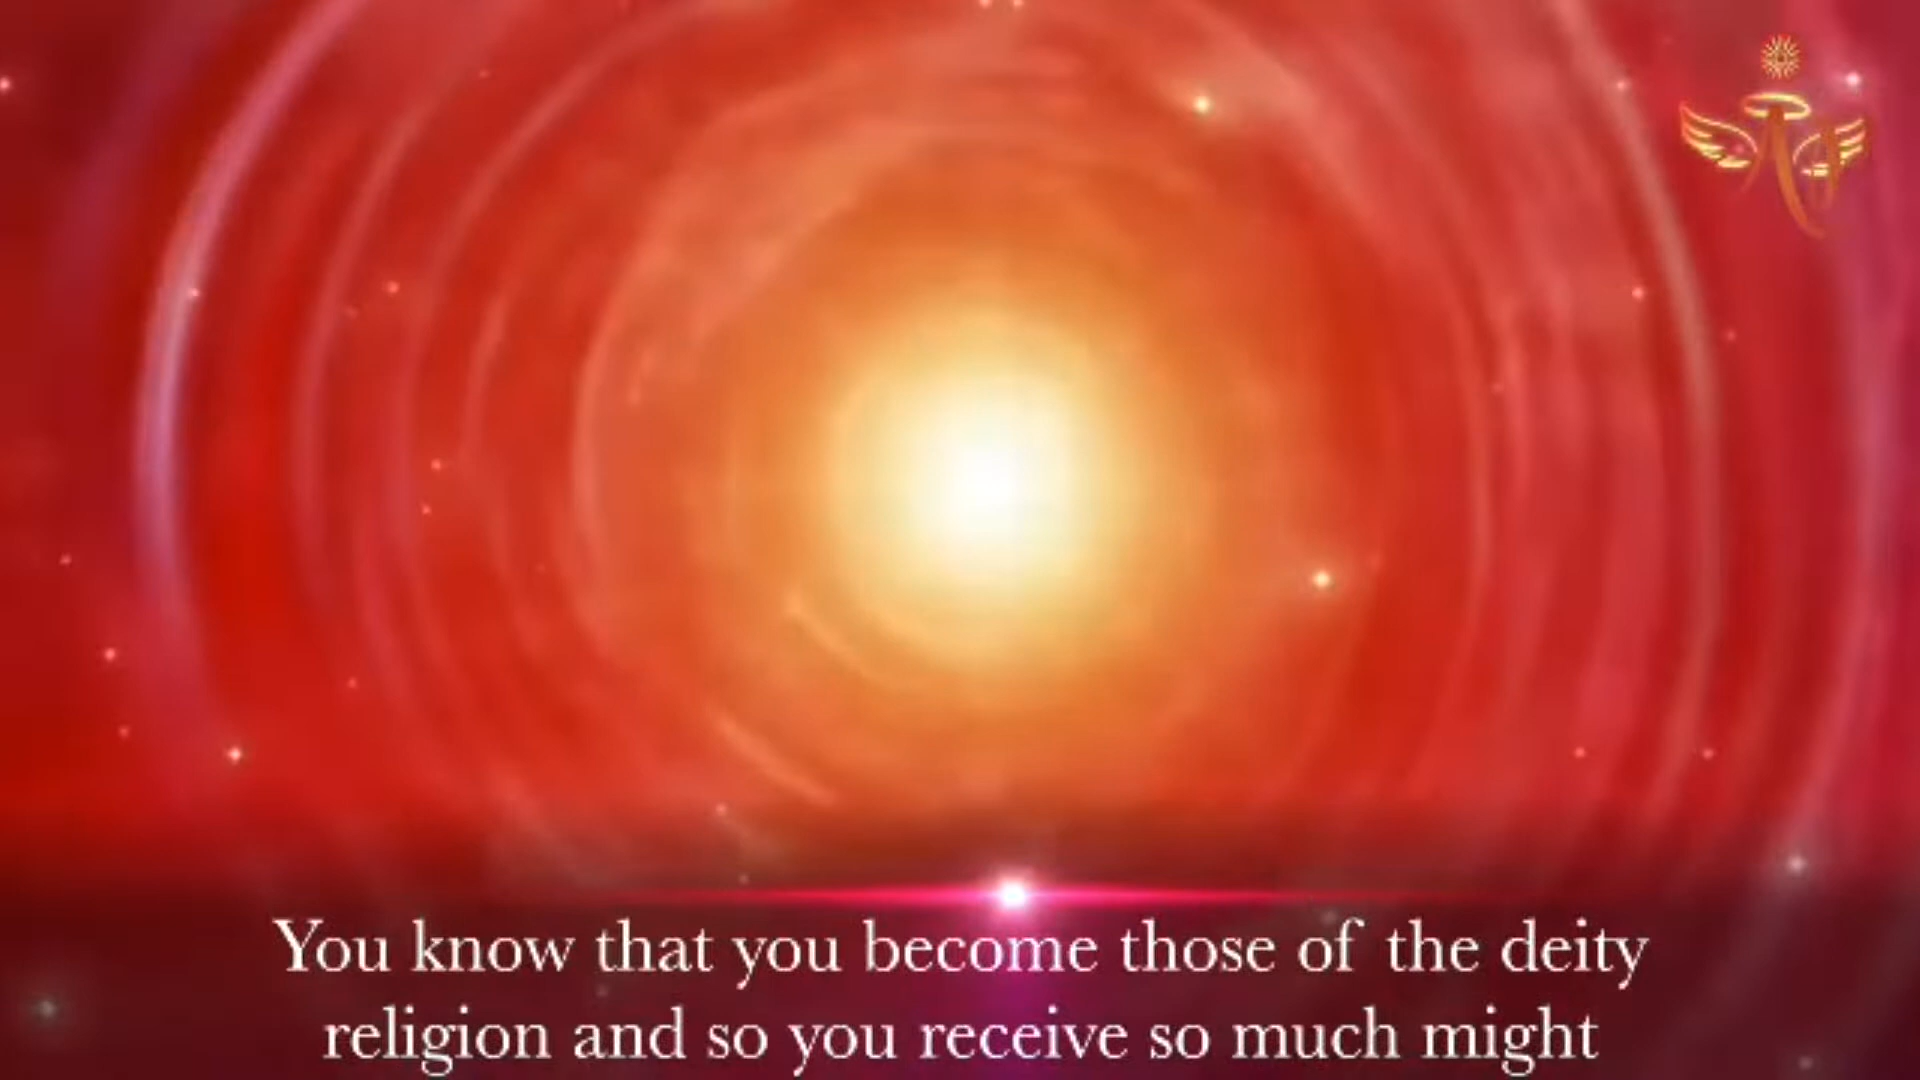 You know that you become those of the deity
religion and so you receive so much might